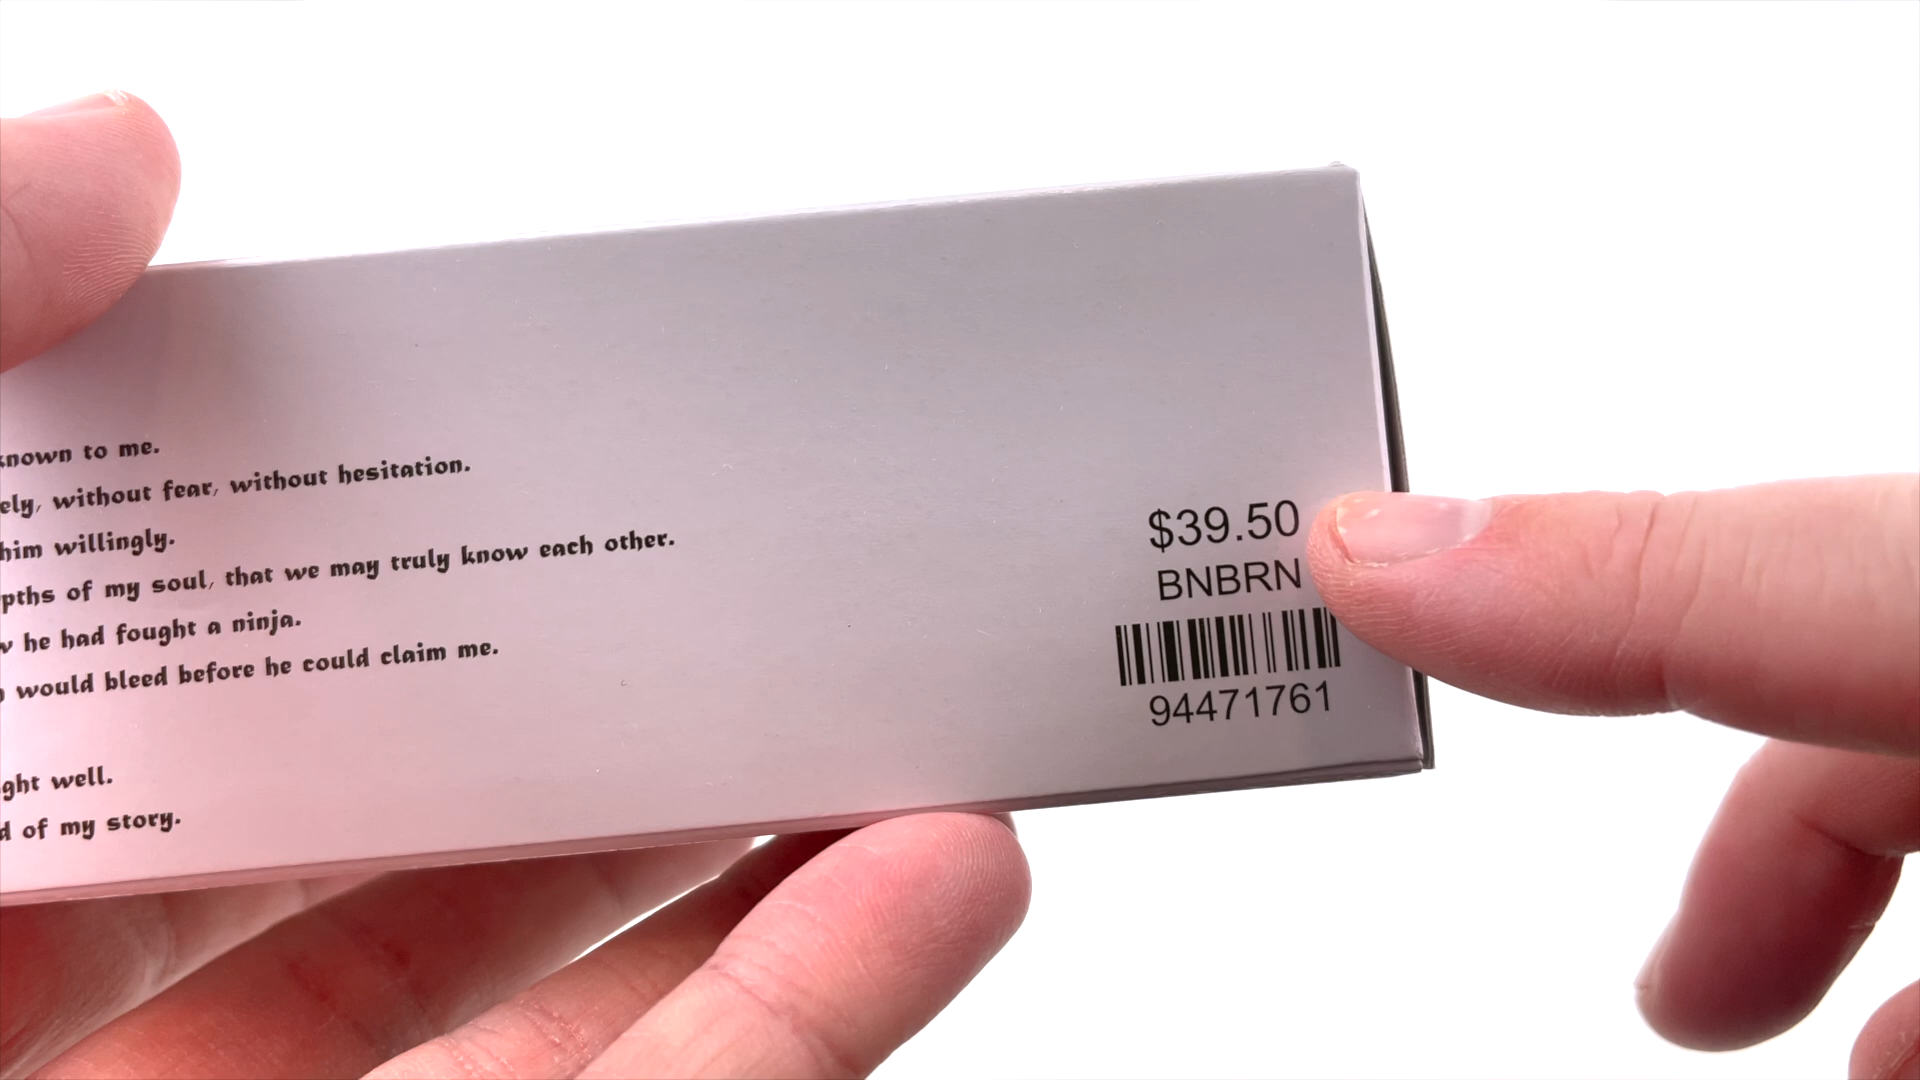 known to me.
ely, without fear, without hesitation.
him willingly.
pths of my soul, that we may truly know each other.
he had fought a ninja.
would bleed before he could claim me.
ght well.
d of my story.
$39.50
BNBRN
94471761